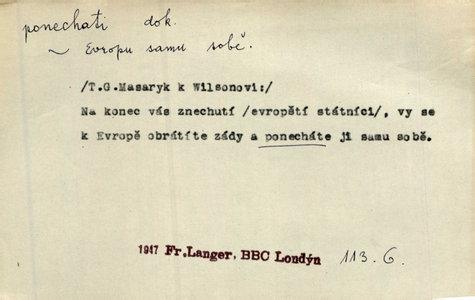 ponechati dok.
~ Evropu samu sobě.
/T.G.Masaryk k Wilsonovi:/
Na konec vás znechutí /evropětí státníci/, vy se
k Evropě obrátíte zády a ponecháte ji samu sobě.
1947 Fr.Langer, BBC Londýn 113.6.